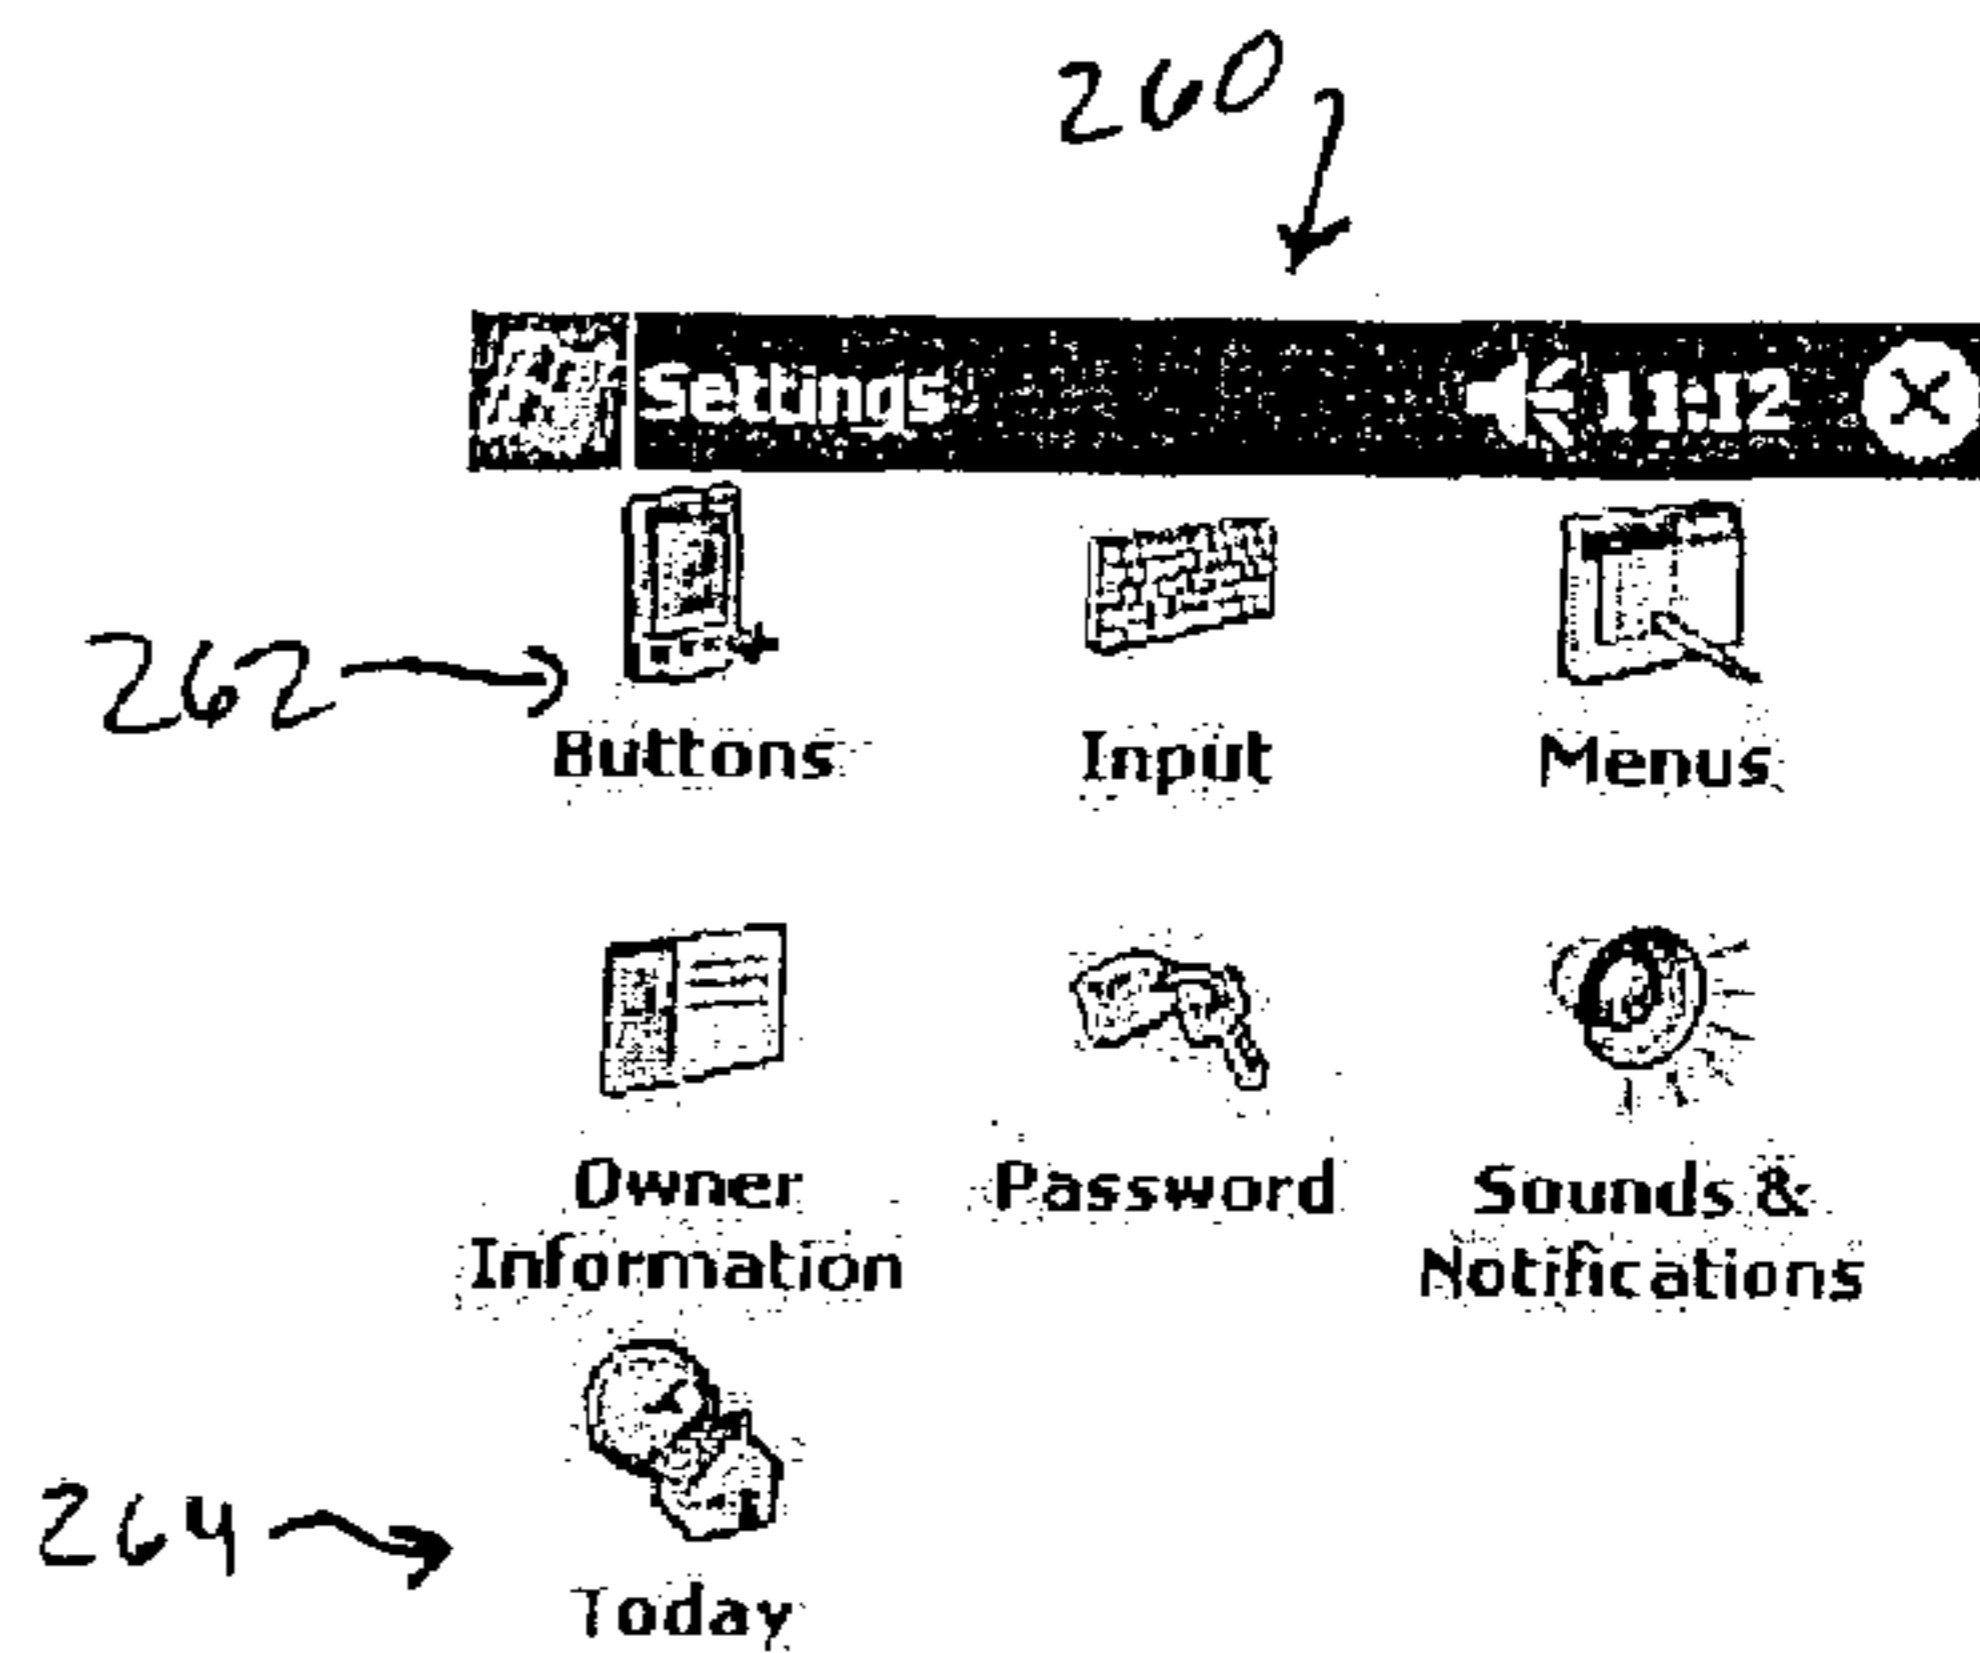 260
Settings 11:12
262
Buttons Input Menus
Owner Information Password Sounds & Notifications
264
Today